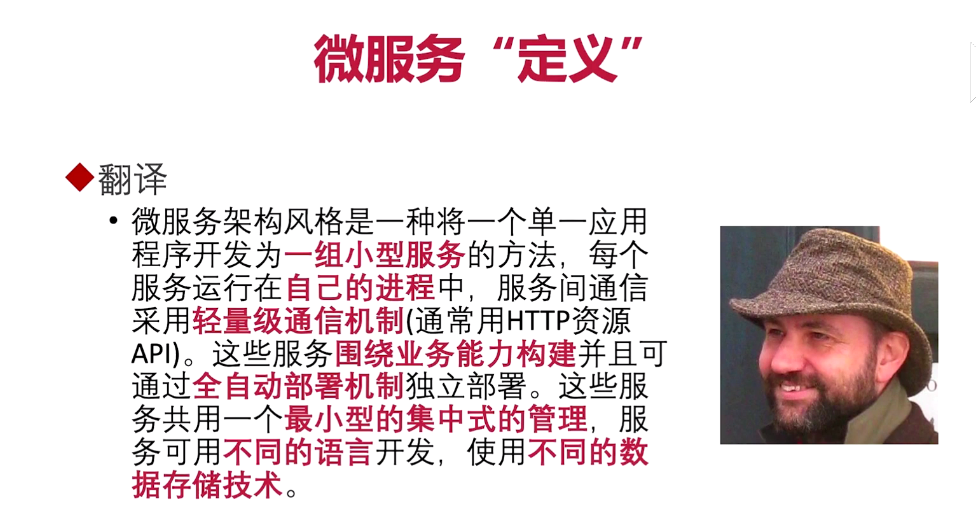 微服务“定义”
翻译
• 微服务架构风格是一种将一个单一应用
程序开发为一组小型服务的方法，每个
服务运行在自己的进程中，服务间通信
采用轻量级通信机制(通常用HTTP资源
API)。这些服务围绕业务能力构建并且可
通过全自动部署机制独立部署。这些服
务共用一个最小型的集中式的管理，服
务可用不同的语言开发，使用不同的数
据存储技术。